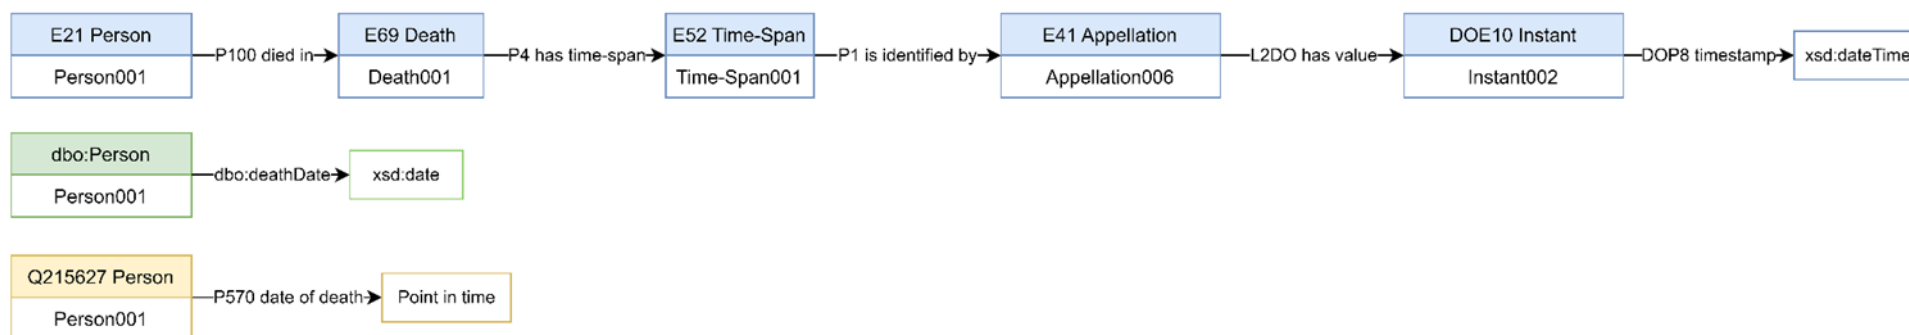 E21 Person
Person001
P100 died in
E69 Death
Death001
P4 has time-span
E52 Time-Span
Time-Span001
P1 is identified by
E41 Appellation
Appellation006
L2DO has value
DOE10 Instant
Instant002
DOP8 timestamp
xsd:dateTime
dbo:Person
Person001
dbo:deathDate
xsd:date
Q215627 Person
Person001
P570 date of death
Point in time